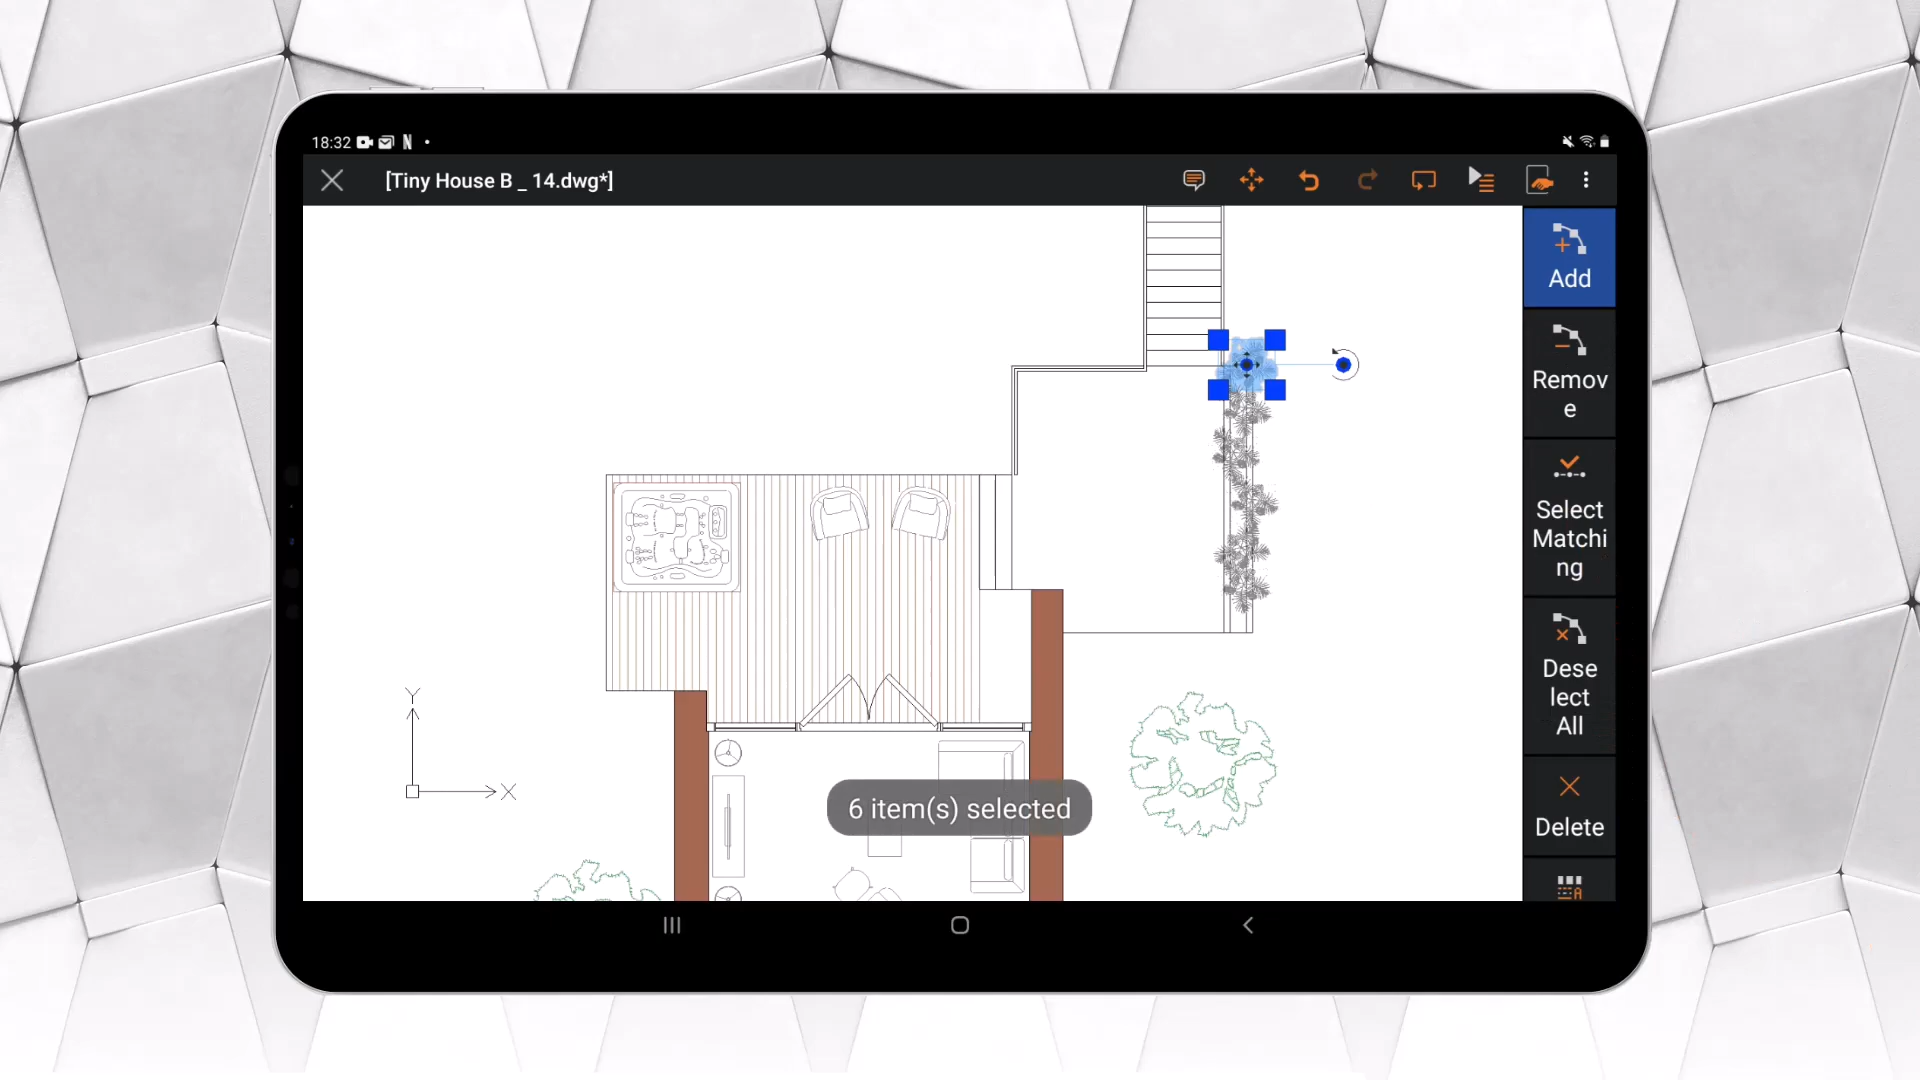 18:32
[Tiny House B _ 14.dwg*]
Add
Remov
e
Select
Matchi
ng
Dese
lect
All
Delete
Y
X
6 item(s) selected